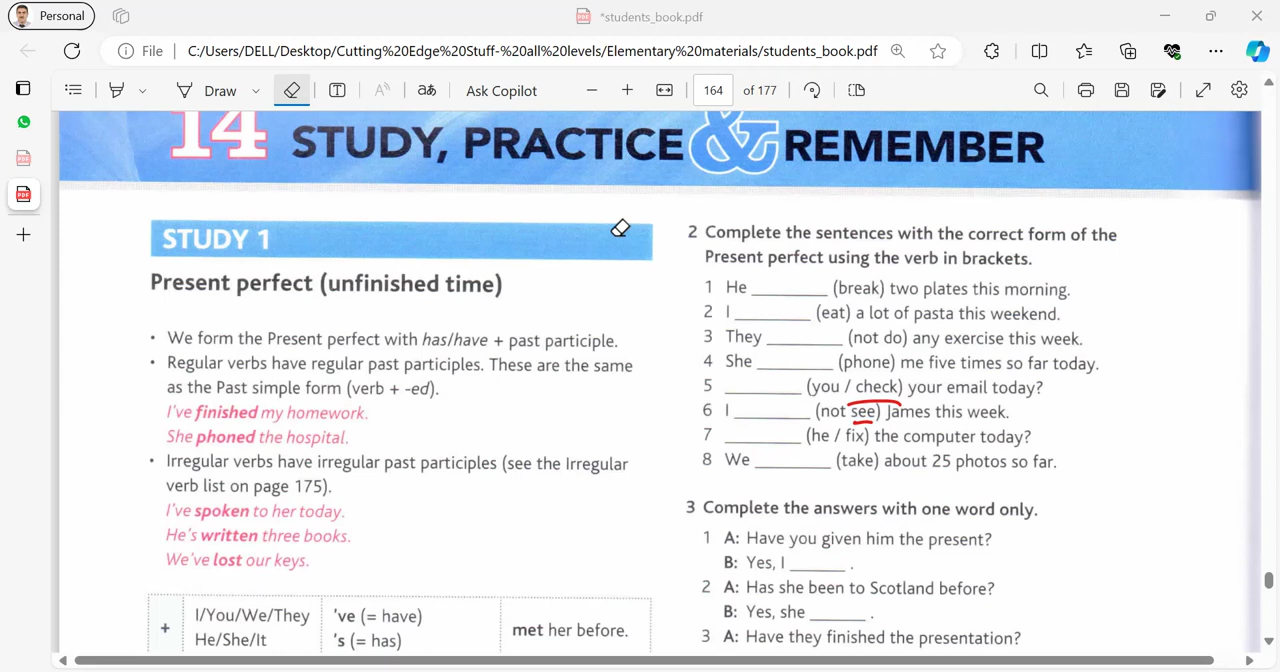 Personal
*students_book.pdf
File
C:/Users/DELL/Desktop/Cutting%20Edge%20Stuff-%20all%20levels/Elementary%20materials/students_book.pdf
Draw
aあ
Ask Copilot
164
of 177
14 STUDY, PRACTICE & REMEMBER
STUDY 1
Present perfect (unfinished time)
• We form the Present perfect with has/have + past participle.
• Regular verbs have regular past participles. These are the same
as the Past simple form (verb + -ed).
I've finished my homework.
She phoned the hospital.
• Irregular verbs have irregular past participles (see the Irregular
verb list on page 175).
I've spoken to her today.
He's written three books.
We've lost our keys.
+
I/You/We/They
He/She/It
've (= have)
's (= has)
met her before.
2 Complete the sentences with the correct form of the
Present perfect using the verb in brackets.
1 He ________ (break) two plates this morning.
2 I ________ (eat) a lot of pasta this weekend.
3 They ________ (not do) any exercise this week.
4 She ________ (phone) me five times so far today.
5 ________ (you / check) your email today?
6 I ________ (not see) James this week.
7 ________ (he / fix) the computer today?
8 We ________ (take) about 25 photos so far.
3 Complete the answers with one word only.
1 A: Have you given him the present?
B: Yes, I ______ .
2 A: Has she been to Scotland before?
B: Yes, she ______ .
3 A: Have they finished the presentation?